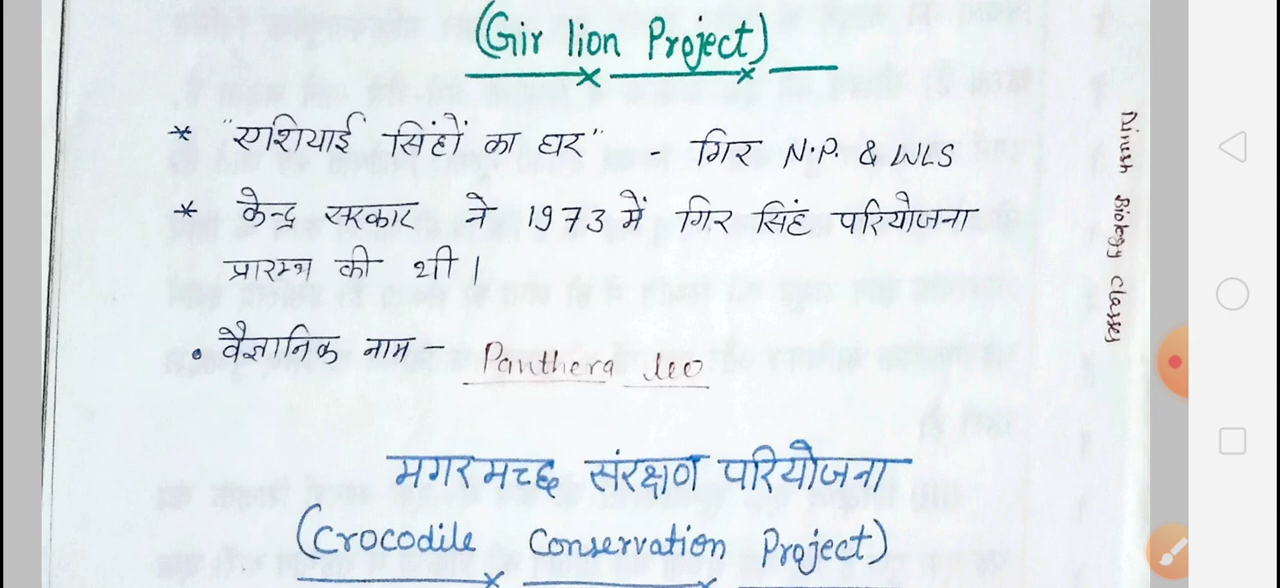 (Gir lion Project)
* "एशियाई सिंहों का घर" गिर N.P. & WLS
* केन्द्र सरकार ने 1973 में गिर सिंह परियोजना
प्रारम्भ की थी।
• वैज्ञानिक नाम - Panthera leo
मगरमच्छ संरक्षण परियोजना
(Crocodile Conservation Project)
Dinesh Biology Classes